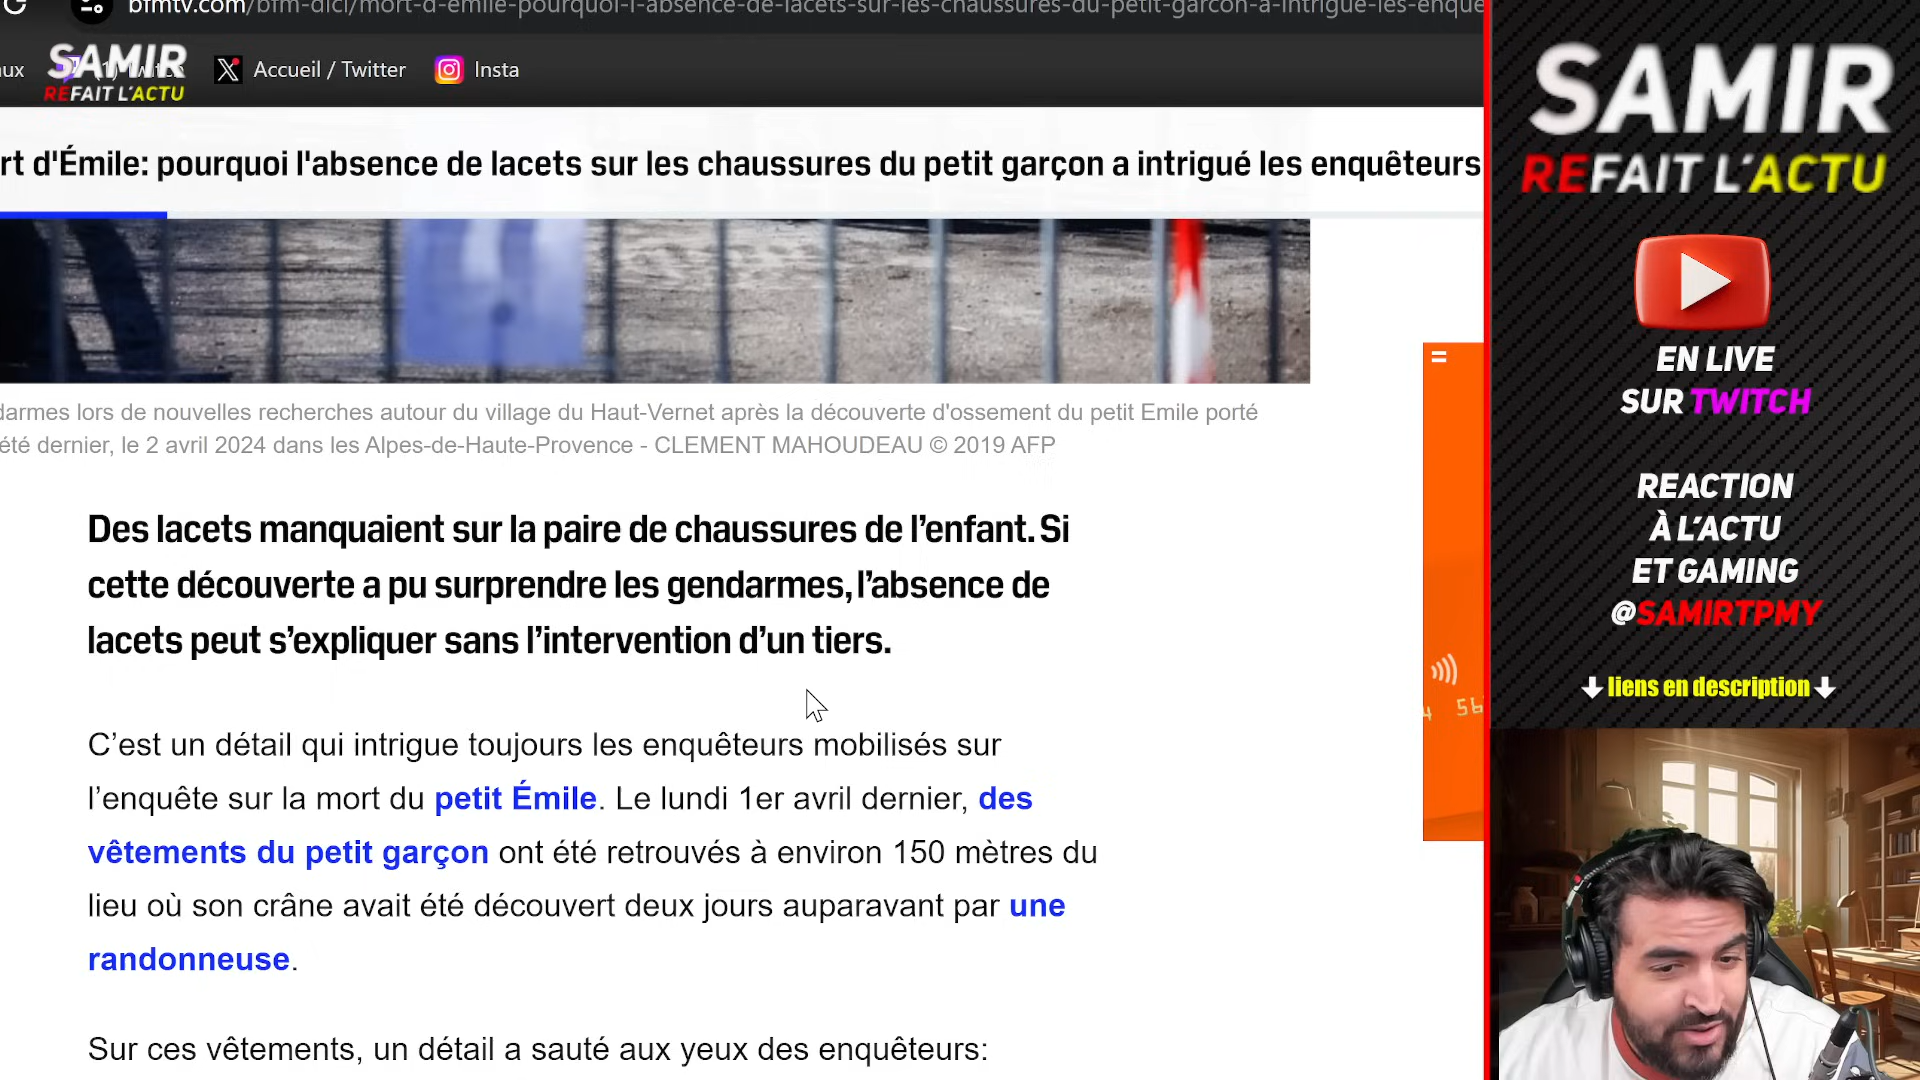 bfmtv.com/bfm-dici/mort-d-emile-pourquoi-l-absence-de-lacets-sur-les-chaussures-du-petit-garcon-a-intrigue-les-enque
aux
Accueil / Twitter
Insta
SAMIR
REFAIT L'ACTU
rt d'Émile: pourquoi l'absence de lacets sur les chaussures du petit garçon a intrigué les enquêteurs
darmes lors de nouvelles recherches autour du village du Haut-Vernet après la découverte d'ossement du petit Emile porté
été dernier, le 2 avril 2024 dans les Alpes-de-Haute-Provence - CLEMENT MAHOUDEAU © 2019 AFP
Des lacets manquaient sur la paire de chaussures de l’enfant. Si
cette découverte a pu surprendre les gendarmes, l’absence de
lacets peut s’expliquer sans l’intervention d’un tiers.
C’est un détail qui intrigue toujours les enquêteurs mobilisés sur
l’enquête sur la mort du petit Émile. Le lundi 1er avril dernier, des
vêtements du petit garçon ont été retrouvés à environ 150 mètres du
lieu où son crâne avait été découvert deux jours auparavant par une
randonneuse.
Sur ces vêtements, un détail a sauté aux yeux des enquêteurs:
4 56
SAMIR
REFAIT L'ACTU
EN LIVE
SUR TWITCH
REACTION
À L'ACTU
ET GAMING
@SAMIRTPMY
liens en description